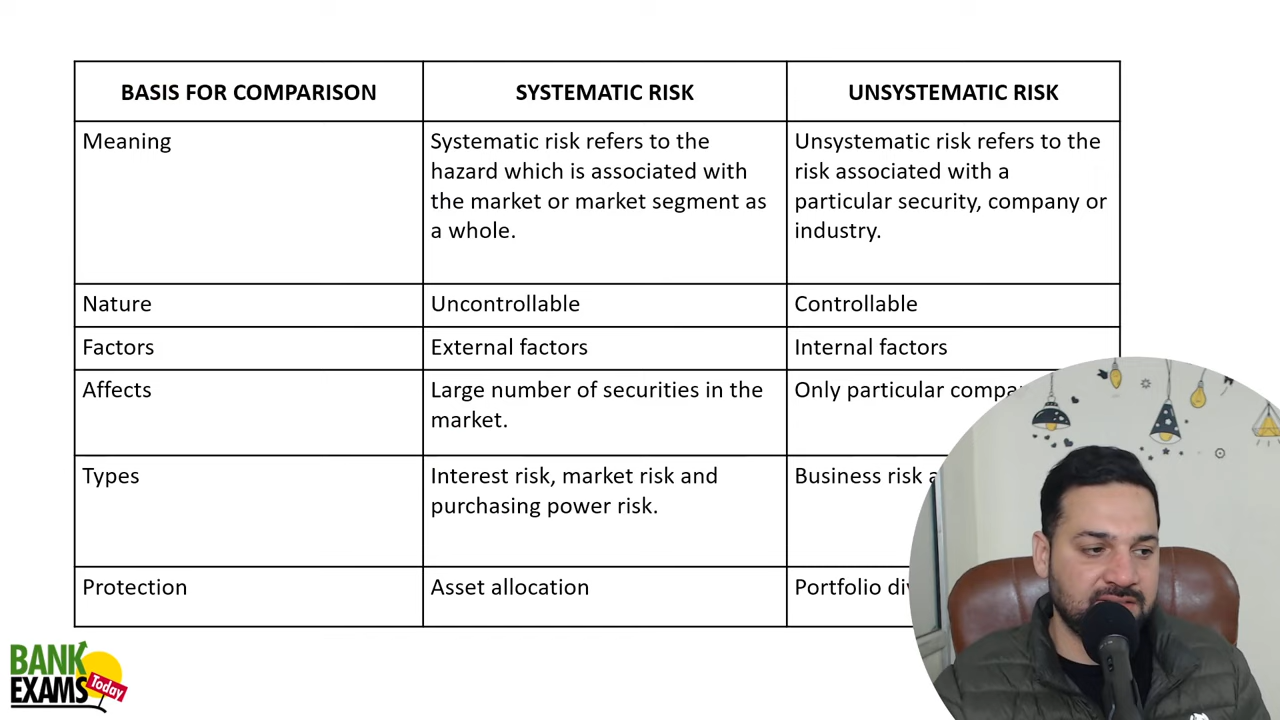 BASIS FOR COMPARISON
SYSTEMATIC RISK
UNSYSTEMATIC RISK
Meaning
Systematic risk refers to the
hazard which is associated with
the market or market segment as
a whole.
Unsystematic risk refers to the
risk associated with a
particular security, company or
industry.
Nature
Uncontrollable
Controllable
Factors
External factors
Internal factors
Affects
Large number of securities in the
market.
Only particular
Types
Interest risk, market risk and
purchasing power risk.
Business risk
Protection
Asset allocation
Portfolio
BANK
EXAMS
Today